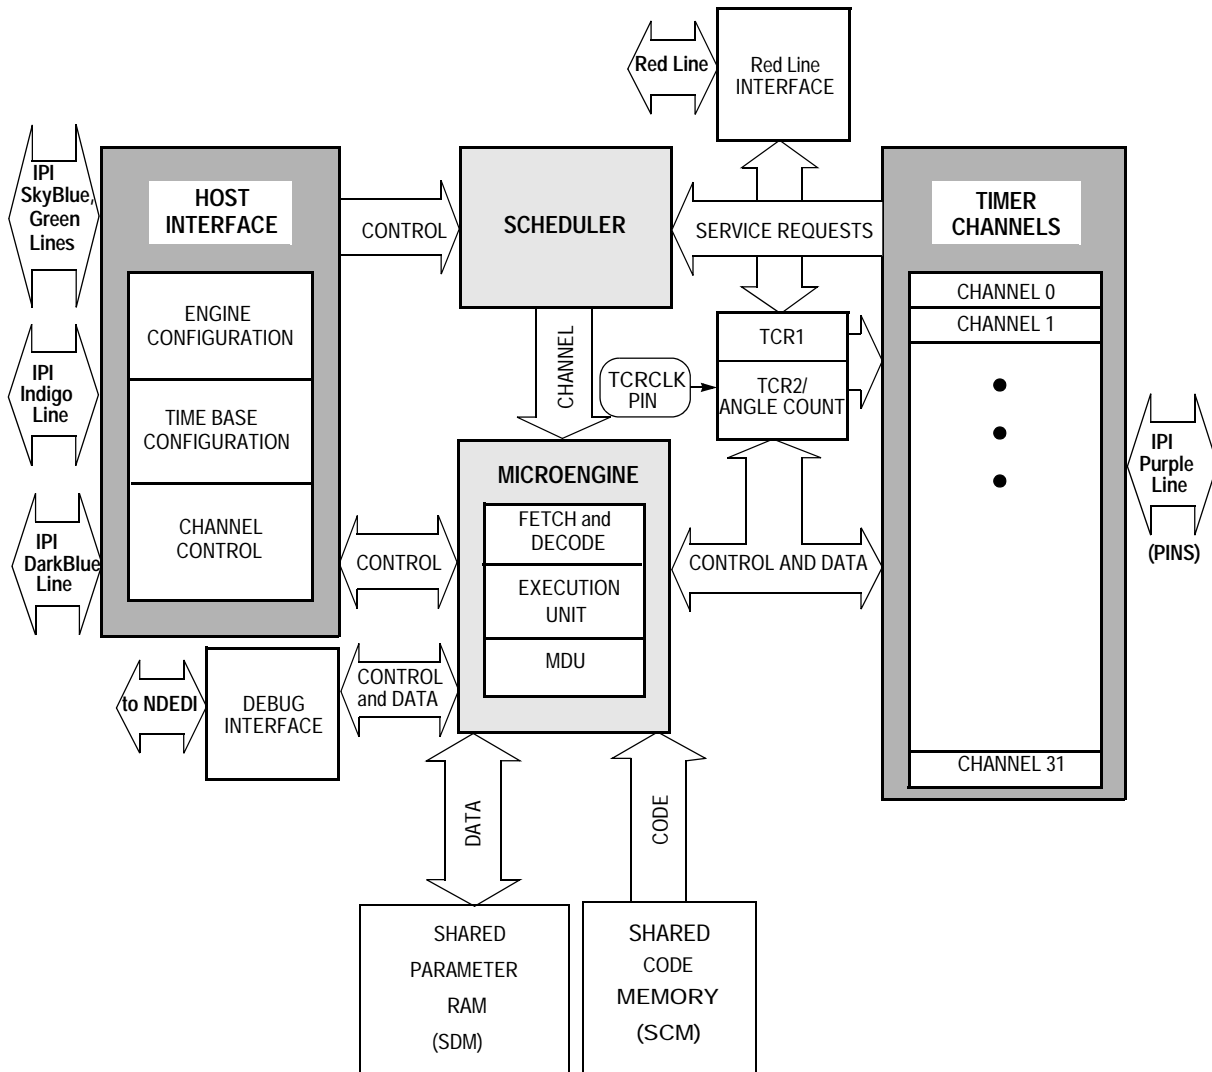 Red Line
Red Line
INTERFACE
IPI
SkyBlue,
Green
Lines
HOST
INTERFACE
CONTROL
SCHEDULER
SERVICE REQUESTS
TIMER
CHANNELS
ENGINE
CONFIGURATION
CHANNEL 0
CHANNEL 1
IPI
Indigo
Line
CHANNEL
TCRCLK
PIN
TCR1
TCR2/
ANGLE COUNT
TIME BASE
CONFIGURATION
IPI
Purple
Line
(PINS)
MICROENGINE
IPI
DarkBlue
Line
CHANNEL
CONTROL
CONTROL
FETCH and
DECODE
EXECUTION
UNIT
MDU
CONTROL AND DATA
to NDEDI
DEBUG
INTERFACE
CONTROL
and DATA
CHANNEL 31
DATA
CODE
SHARED
PARAMETER
RAM
(SDM)
SHARED
CODE
MEMORY
(SCM)